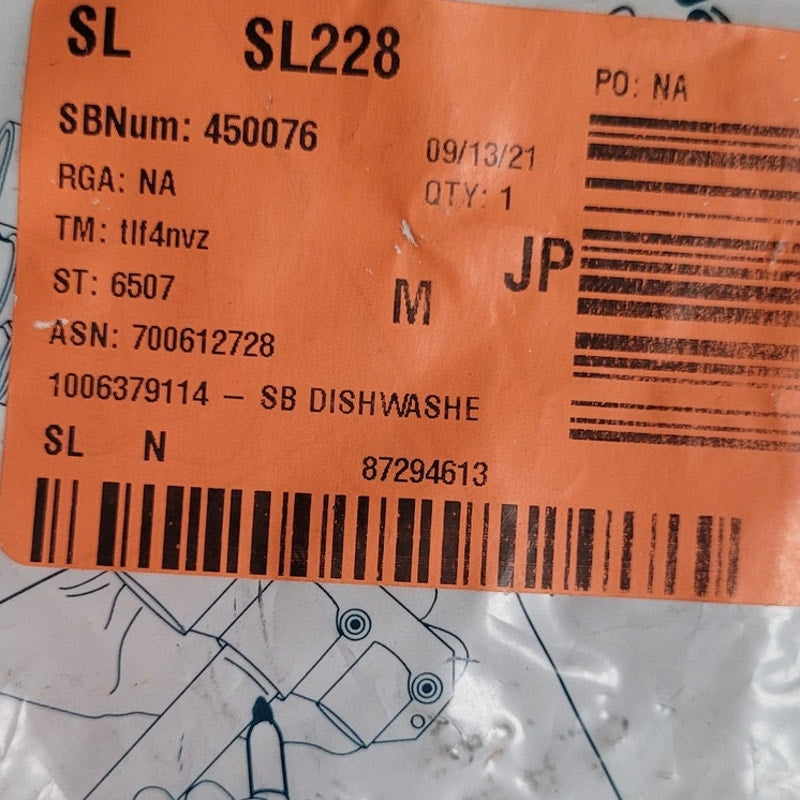 SL SL228
PO: NA
SBNum: 450076
09/13/21
RGA: NA
QTY: 1
TM: tlf4nvz
JP
ST: 6507
M
ASN: 700612728
1006379114 – SB DISHWASHE
SL N
87294613